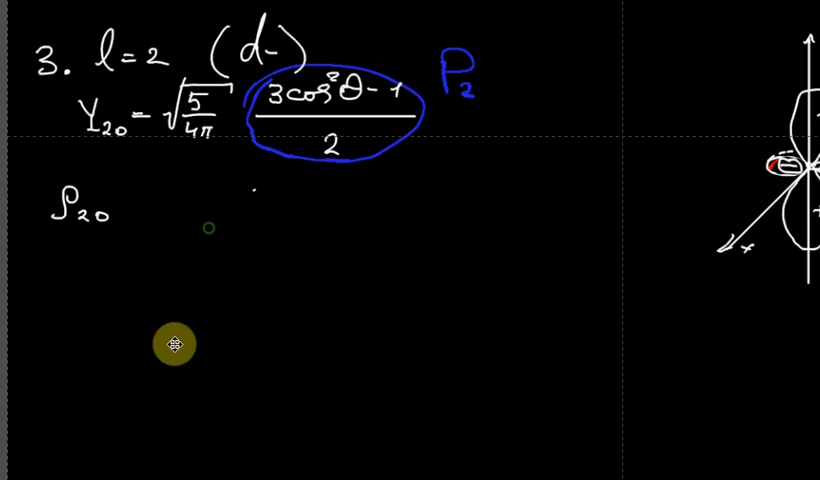 3. l=2 (d-)
Y₂₀ = √(5/4π) (3cos²θ-1)/2 P₂
ρ₂₀
x